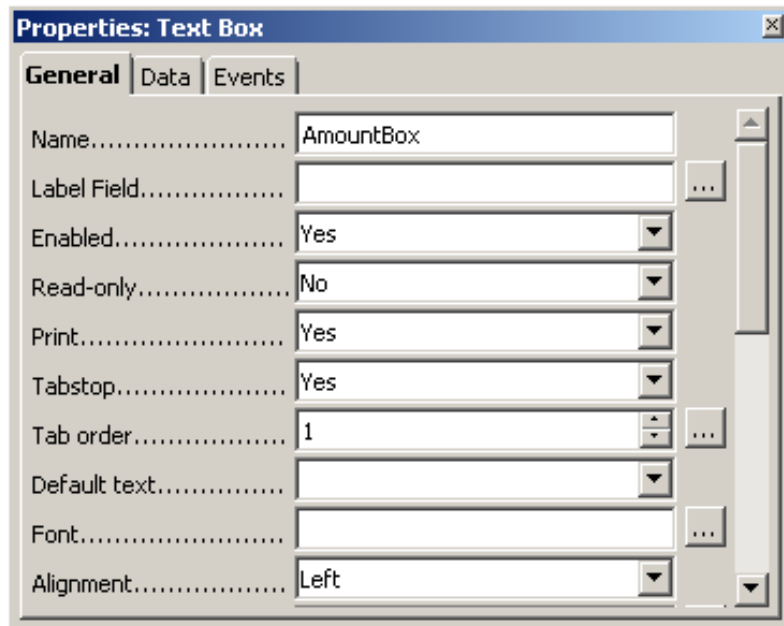 Properties: Text Box
General Data Events
Name....................... AmountBox
Label Field................. ...
Enabled.................... Yes
Read-only.................. No
Print......................... Yes
Tabstop.................... Yes
Tab order.................. 1 ...
Default text...............
Font......................... ...
Alignment.................. Left